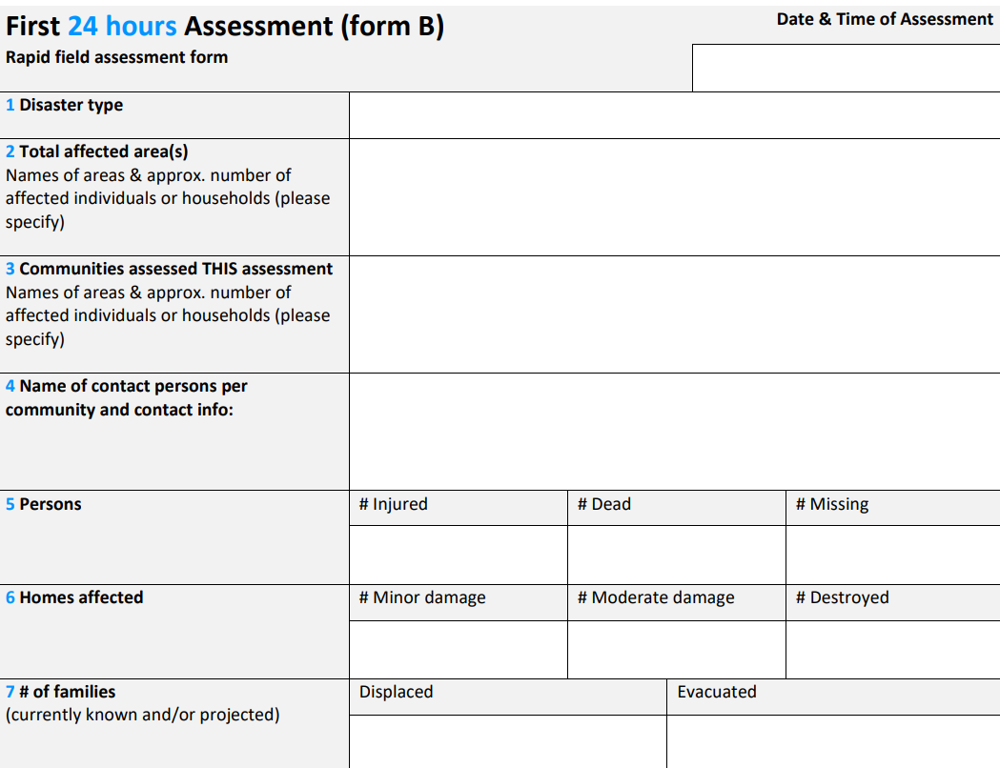 First 24 hours Assessment (form B)
Date & Time of Assessment
Rapid field assessment form
1 Disaster type
2 Total affected area(s)
Names of areas & approx. number of
affected individuals or households (please
specify)
3 Communities assessed THIS assessment
Names of areas & approx. number of
affected individuals or households (please
specify)
4 Name of contact persons per
community and contact info:
5 Persons
# Injured
# Dead
# Missing
6 Homes affected
# Minor damage
# Moderate damage
# Destroyed
7 # of families
(currently known and/or projected)
Displaced
Evacuated